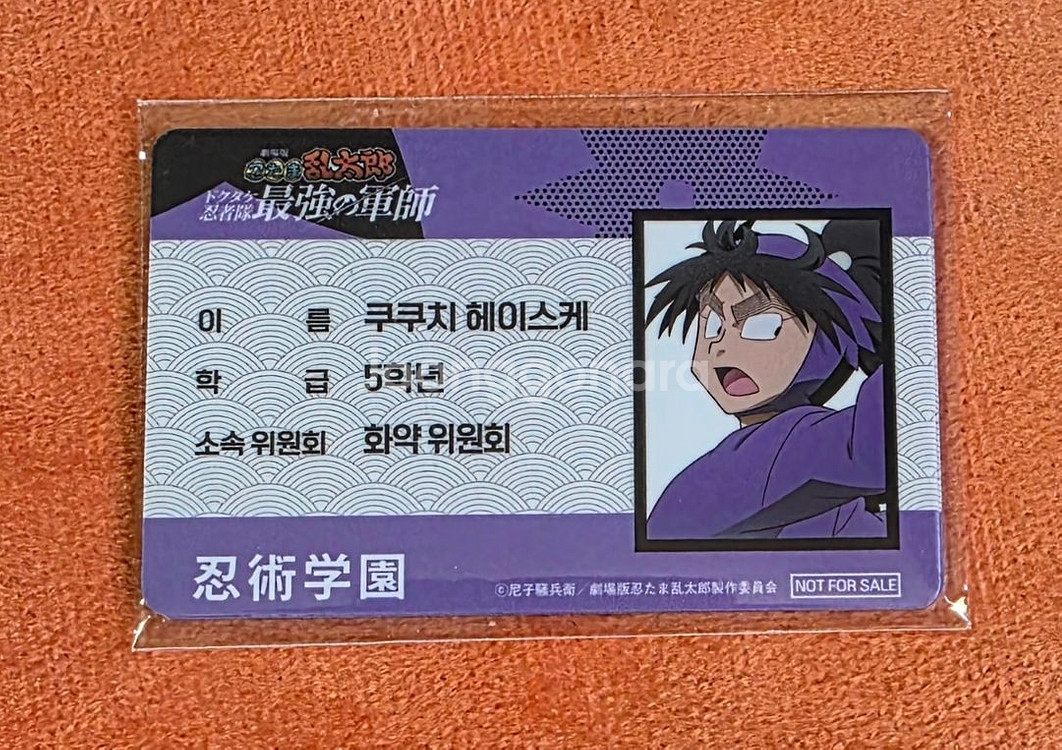 劇場版
忍たま乱太郎
ドクタケ忍者隊 最強の軍師
이 름 쿠쿠치 헤이스케
학 급 5학년
소속 위원회 화약 위원회
忍術学園
©尼子騒兵衛／劇場版忍たま乱太郎製作委員会 NOT FOR SALE